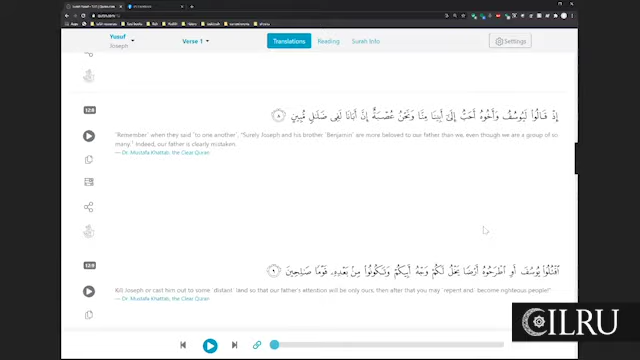 Yusuf
Joseph
Verse 1
Translations
Reading
Surah Info
Settings
12:8
إِذْ قَالُوا۟ لَيُوسُفُ وَأَخُوهُ أَحَبُّ إِلَىٰٓ أَبِينَا مِنَّا وَنَحْنُ عُصْبَةٌ إِنَّ أَبَانَا لَفِى ضَلَـٰلٍ مُّبِينٍ ٨
˹Remember˺ when they said ˹to one another˺, "Surely Joseph and his brother ˹Benjamin˺ are more beloved to our father than we, even though we are a group of so
many. Indeed, our father is clearly mistaken.
— Dr. Mustafa Khattab, the Clear Quran
12:9
ٱقْتُلُوا۟ يُوسُفَ أَوِ ٱطْرَحُوهُ أَرْضًا يَخْلُ لَكُمْ وَجْهُ أَبِيكُمْ وَتَكُونُوا۟ مِنۢ بَعْدِهِۦ قَوْمًا صَـٰلِحِينَ ٩
Kill Joseph or cast him out to some ˹distant˺ land so that our father's attention will be only ours, then after that you may ˹repent and˺ become righteous people!"
— Dr. Mustafa Khattab, the Clear Quran
CILRU